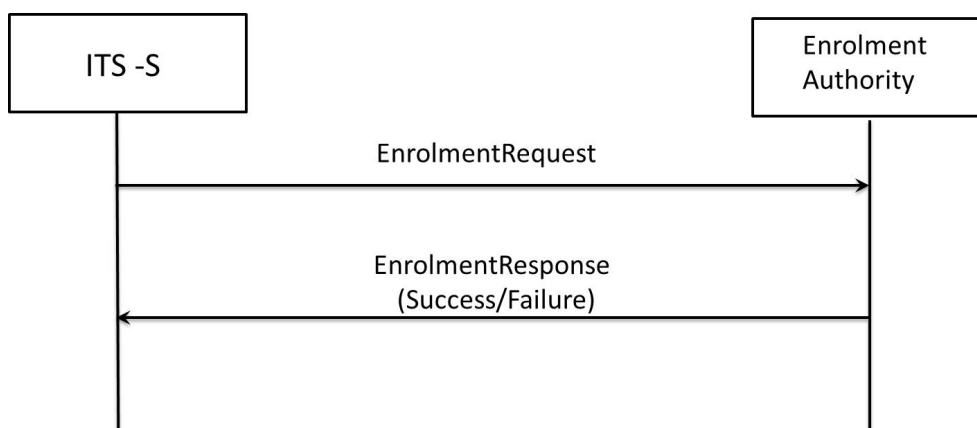 ITS -S
Enrolment
Authority
EnrolmentRequest
EnrolmentResponse
(Success/Failure)